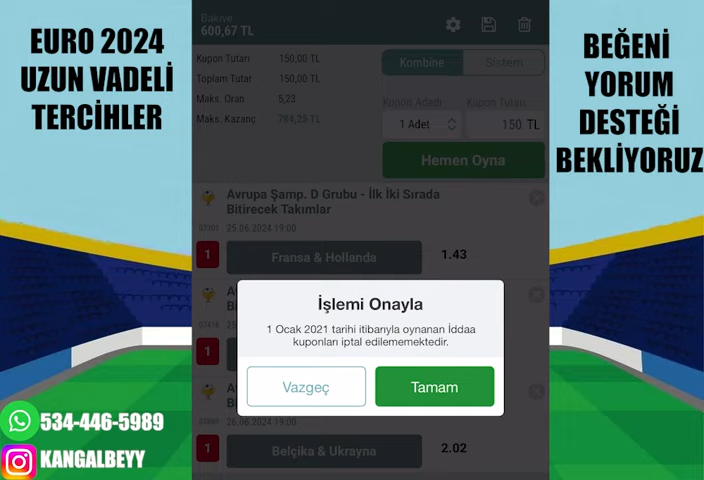 EURO 2024
UZUN VADELİ
TERCİHLER
Bakiye
600,67 TL
Kupon Tutarı 150,00 TL
Toplam Tutar 150,00 TL
Maks. Oran 5,23
Maks. Kazanç 784,25 TL
Kombine Sistem
Kupon Adedi Kupon Tutarı
1 Adet 150 TL
Hemen Oyna
Avrupa Şamp. D Grubu - İlk İki Sırada
Bitirecek Takımlar
25.06.2024 19:00
1 Fransa & Hollanda 1.43
İşlemi Onayla
1 Ocak 2021 tarihi itibarıyla oynanan İddaa
kuponları iptal edilememektedir.
Vazgeç Tamam
1
26.06.2024 19:00
1 Belçika & Ukrayna 2.02
BEĞENİ
YORUM
DESTEĞİ
BEKLİYORUZ
534-446-5989
KANGALBEYY